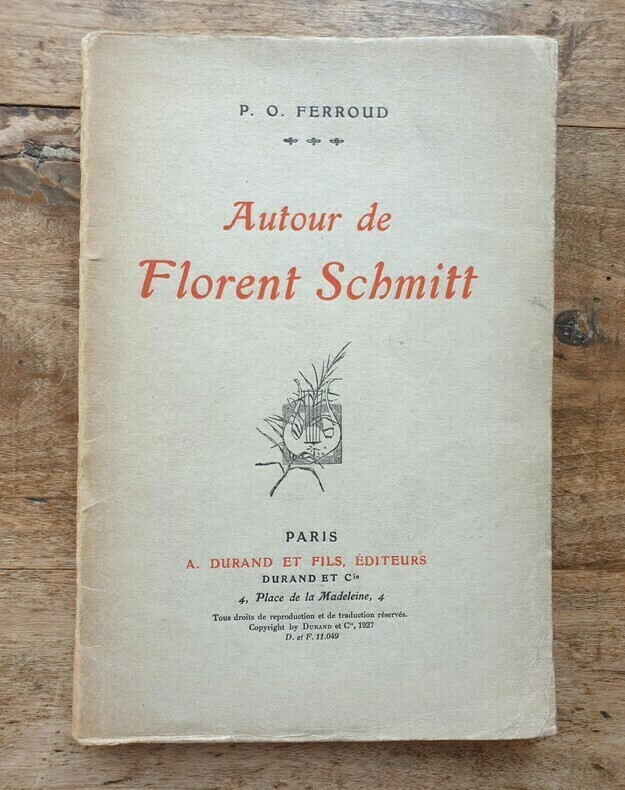 P. O. FERROUD
Autour de
Florent Schmitt
PARIS
A. DURAND ET FILS, ÉDITEURS
DURAND ET Cie
4, Place de la Madeleine, 4
Tous droits de reproduction et de traduction réservés.
Copyright by DURAND et Cie, 1927
D. et F. 11.049